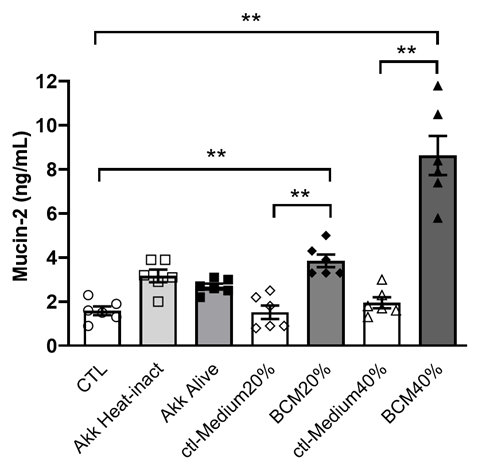 **
**
**
**
Mucin-2 (ng/mL)
12
10
8
6
4
2
0
CTL
Akk Heat-inact
Akk Alive
ctl-Medium20%
BCM20%
ctl-Medium40%
BCM40%